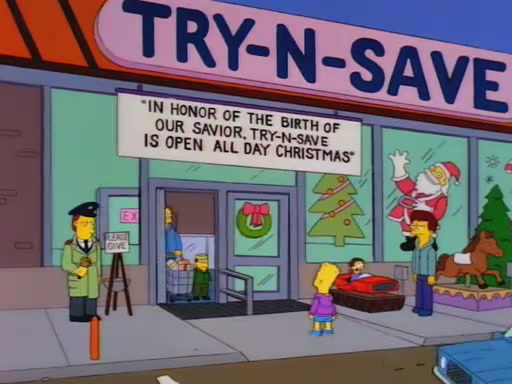 TRY-N-SAVE
"IN HONOR OF THE BIRTH OF
OUR SAVIOR, TRY-N-SAVE
IS OPEN ALL DAY CHRISTMAS"
EX
PLEASE
GIVE